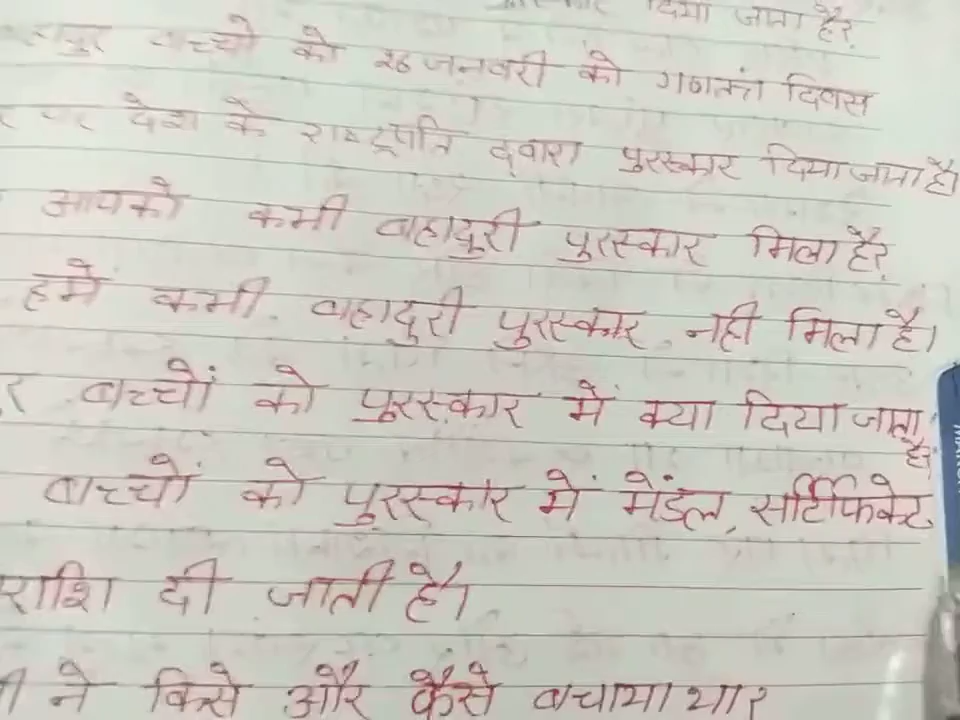 दिया जाता है?
बच्चो को २६ जनवरी को गणतंत्र दिवस
पर देश के राष्ट्रपति द्वारा पुरस्कार दिया जाता है।
आपको कभी बहादुरी पुरस्कार मिला है?
हमें कभी बहादुरी पुरस्कार नही मिला है।
बच्चों को पुरस्कार में क्या दिया जाता है?
बच्चों को पुरस्कार में मेंडल, सर्टिफिकेट
राशि दी जाती है।
ने किसे और कैसे बचाया था?